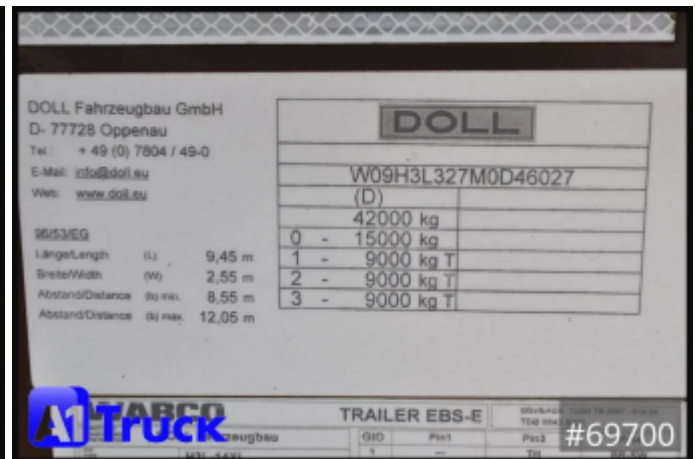 DOLL Fahrzeugbau GmbH
D- 77728 Oppenau
Tel.: + 49 (0) 7804 / 49-0
E-Mail: info@doll.eu
Web: www.doll.eu
96/53/EG
Länge/Length (L) 9,45 m
Breite/Width (W) 2,55 m
Abstand/Distance (b) min. 8,55 m
Abstand/Distance (b) max. 12,05 m
DOLL
W09H3L327M0D46027
(D)
42000 kg
0 - 15000 kg
1 - 9000 kg T
2 - 9000 kg T
3 - 9000 kg T
WABCO
TRAILER EBS-E
GIO Pin1 Pin3
A1 Truck
#69700